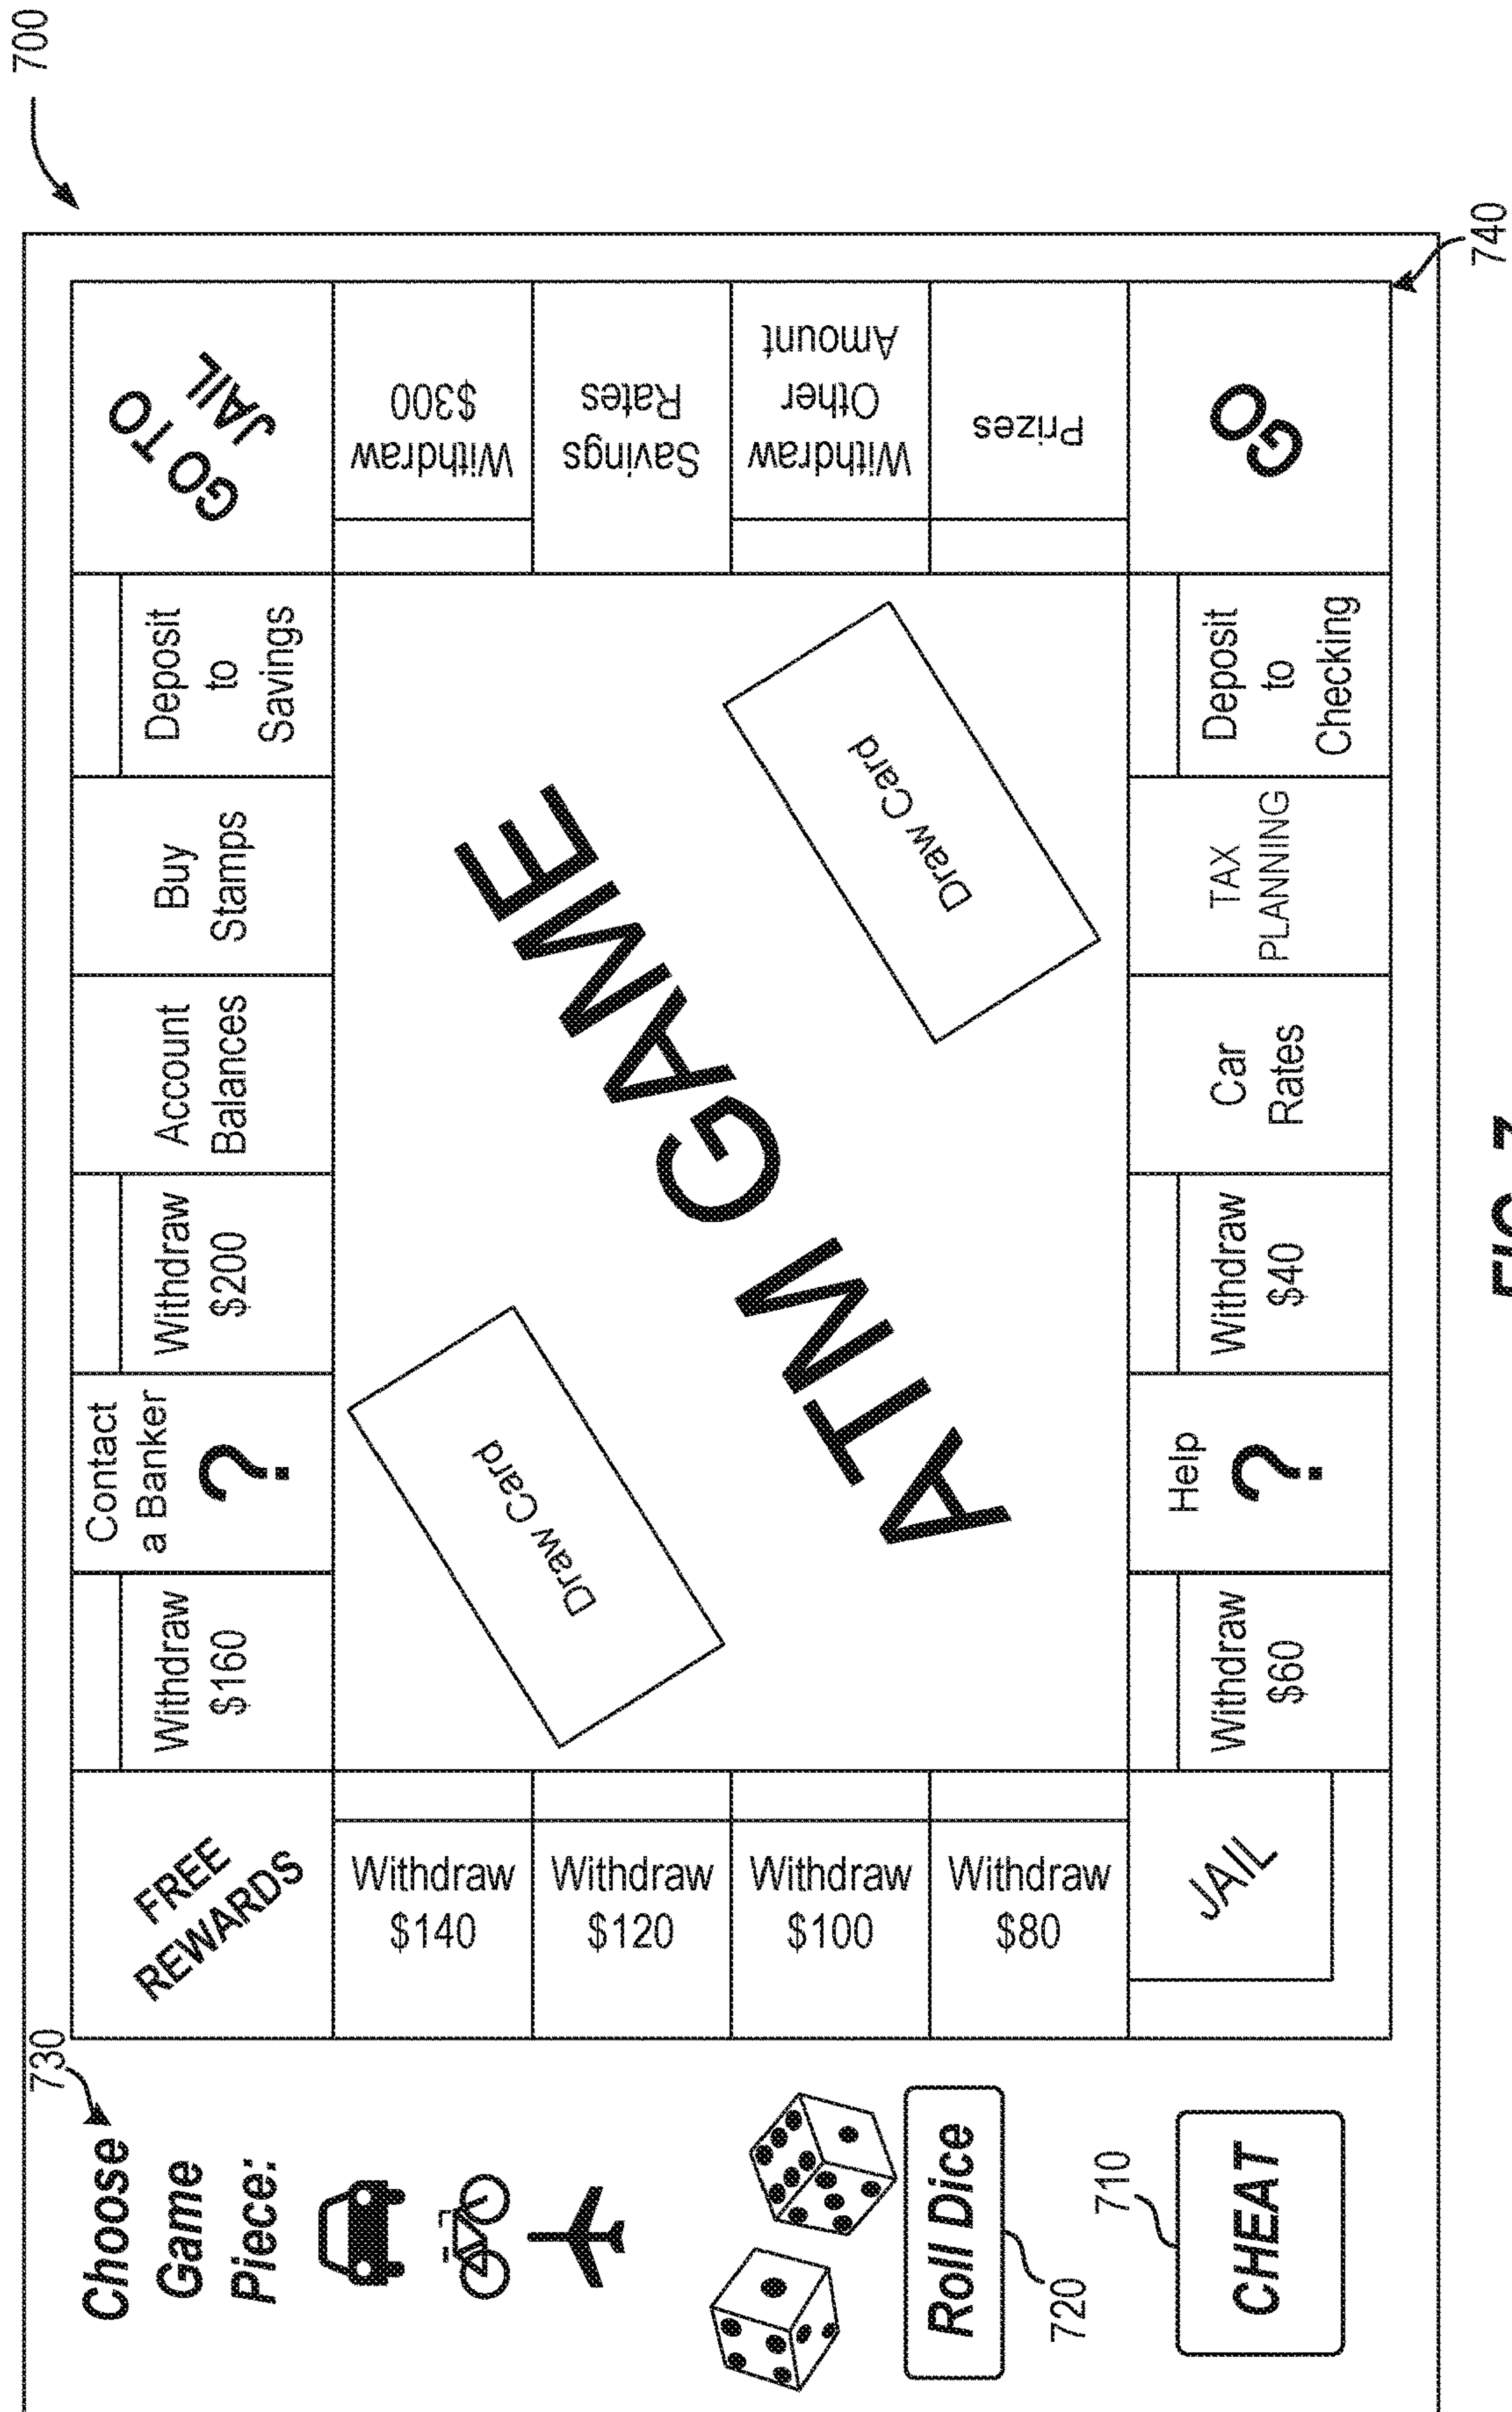 700
730
Choose
Game
Piece:
Roll Dice
720
710
CHEAT
FREE
REWARDS
Withdraw
$160
Contact
a Banker
?
Withdraw
$200
Account
Balances
Buy
Stamps
Deposit
to
Savings
GO TO
JAIL
Withdraw
$140
Withdraw
$120
Withdraw
$100
Withdraw
$80
Draw Card
ATM GAME
Draw Card
Withdraw
$300
Savings
Rates
Withdraw
Other
Amount
Prizes
JAIL
Withdraw
$60
Help
?
Withdraw
$40
Car
Rates
TAX
PLANNING
Deposit
to
Checking
GO
740
FIG. 7